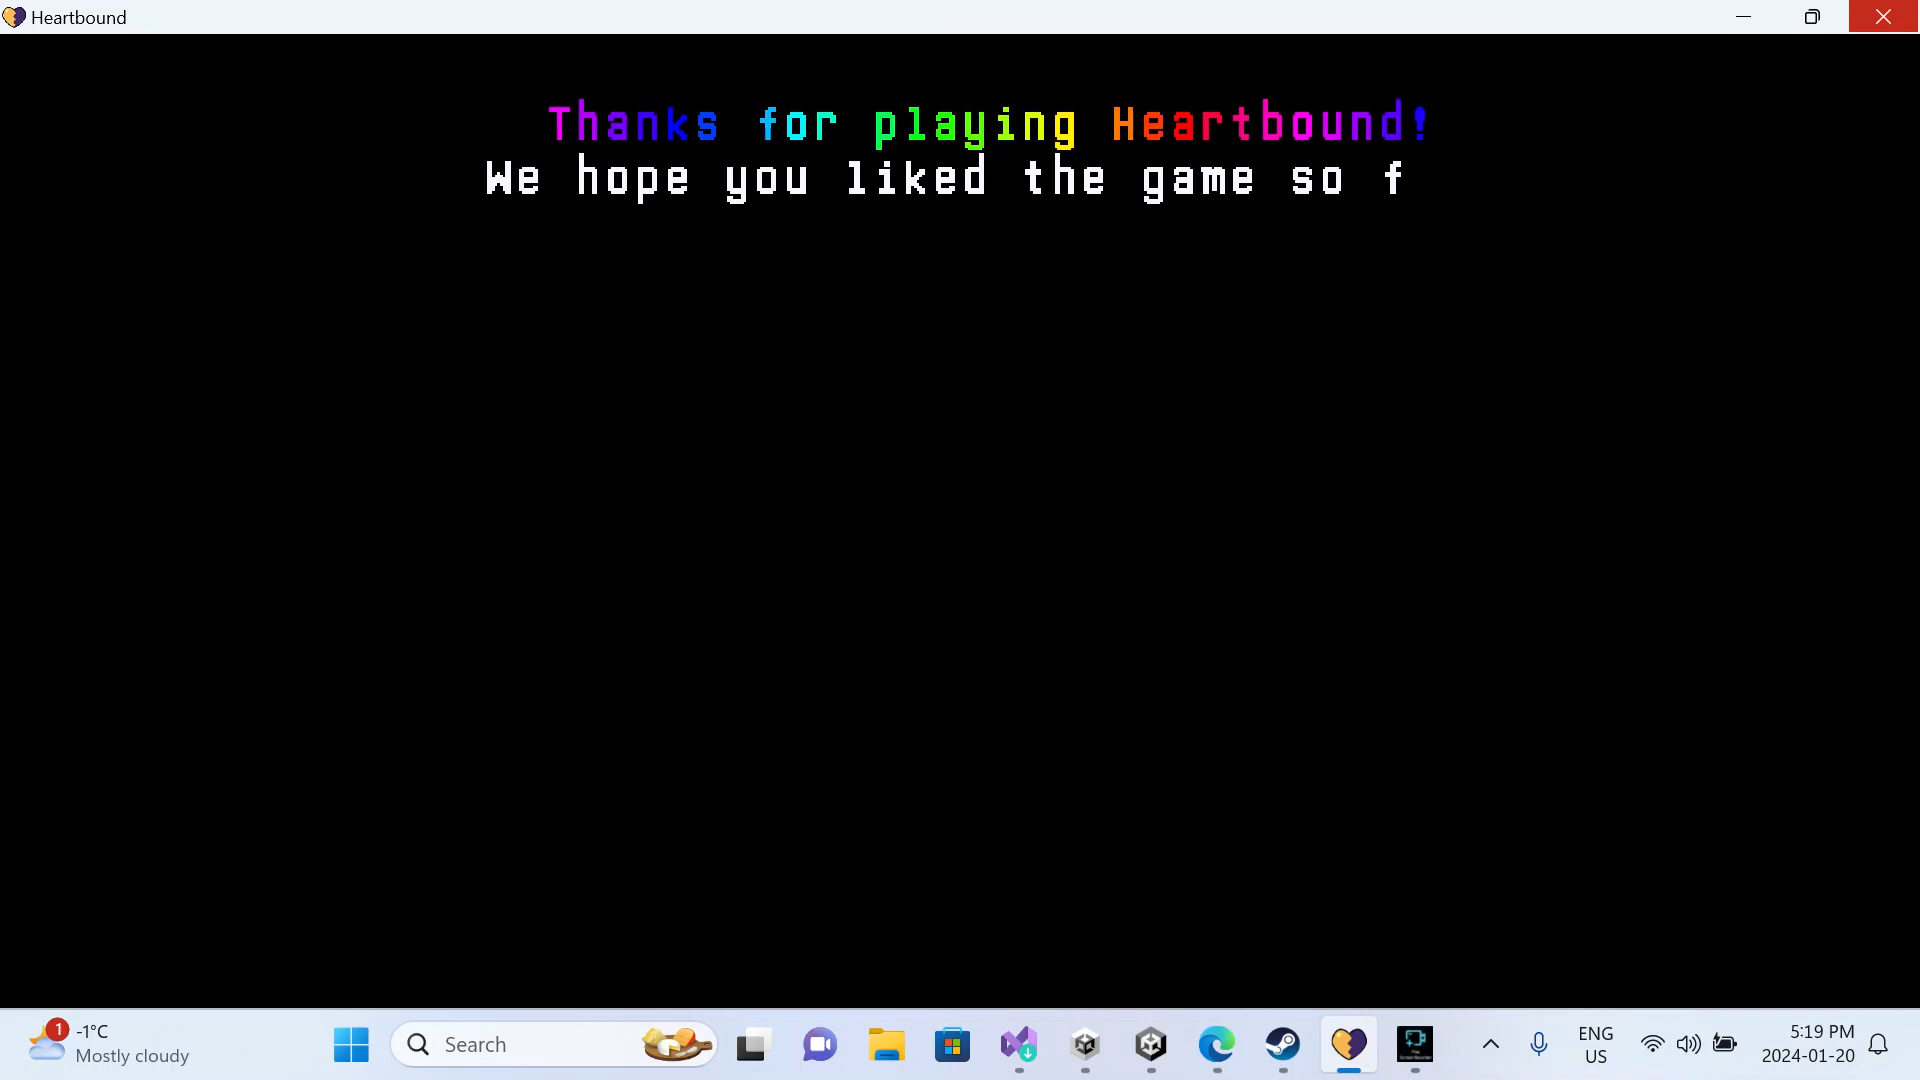 Heartbound
Thanks for playing Heartbound!
We hope you liked the game so f
1
-1°C
Mostly cloudy
Search
ENG
US
5:19 PM
2024-01-20